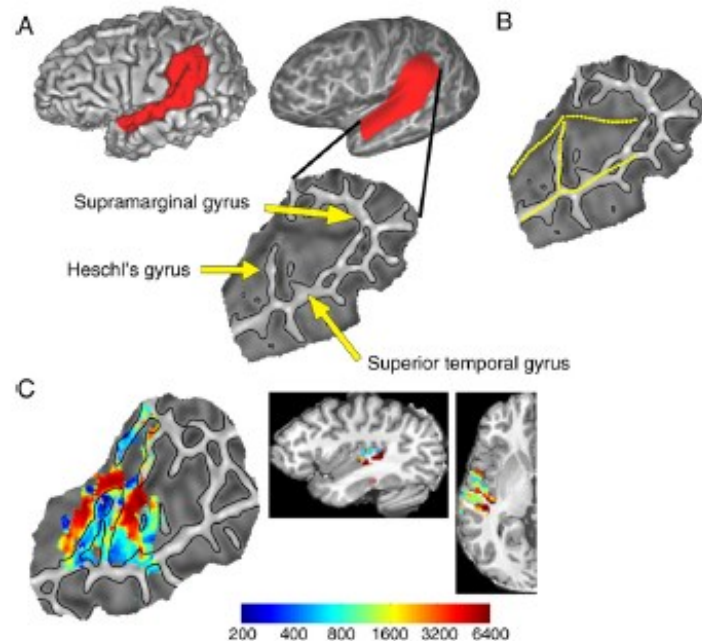 A
B
Supramarginal gyrus
Heschl's gyrus
Superior temporal gyrus
C
200 400 800 1600 3200 6400